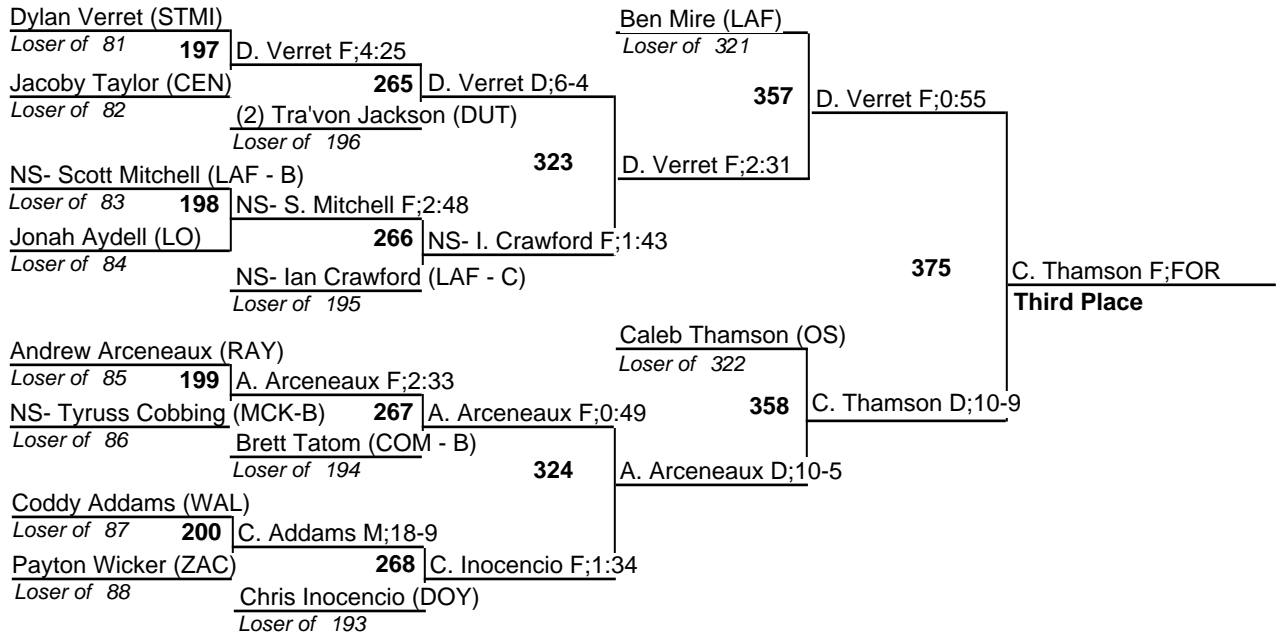 Dylan Verret (STMI)
Loser of 81
197
D. Verret F;4:25
Jacoby Taylor (CEN)
Loser of 82
265
D. Verret D;6-4
(2) Tra'von Jackson (DUT)
Loser of 196
323
D. Verret F;2:31
NS- Scott Mitchell (LAF - B)
Loser of 83
198
NS- S. Mitchell F;2:48
Jonah Aydell (LO)
Loser of 84
266
NS- I. Crawford F;1:43
NS- Ian Crawford (LAF - C)
Loser of 195
Ben Mire (LAF)
Loser of 321
357
D. Verret F;0:55
375
C. Thamson F;FOR
Third Place
Andrew Arceneaux (RAY)
Loser of 85
199
A. Arceneaux F;2:33
NS- Tyruss Cobbing (MCK-B)
Loser of 86
267
A. Arceneaux F;0:49
Brett Tatom (COM - B)
Loser of 194
324
A. Arceneaux D;10-5
Coddy Addams (WAL)
Loser of 87
200
C. Addams M;18-9
Payton Wicker (ZAC)
Loser of 88
268
C. Inocencio F;1:34
Chris Inocencio (DOY)
Loser of 193
Caleb Thamson (OS)
Loser of 322
358
C. Thamson D;10-9